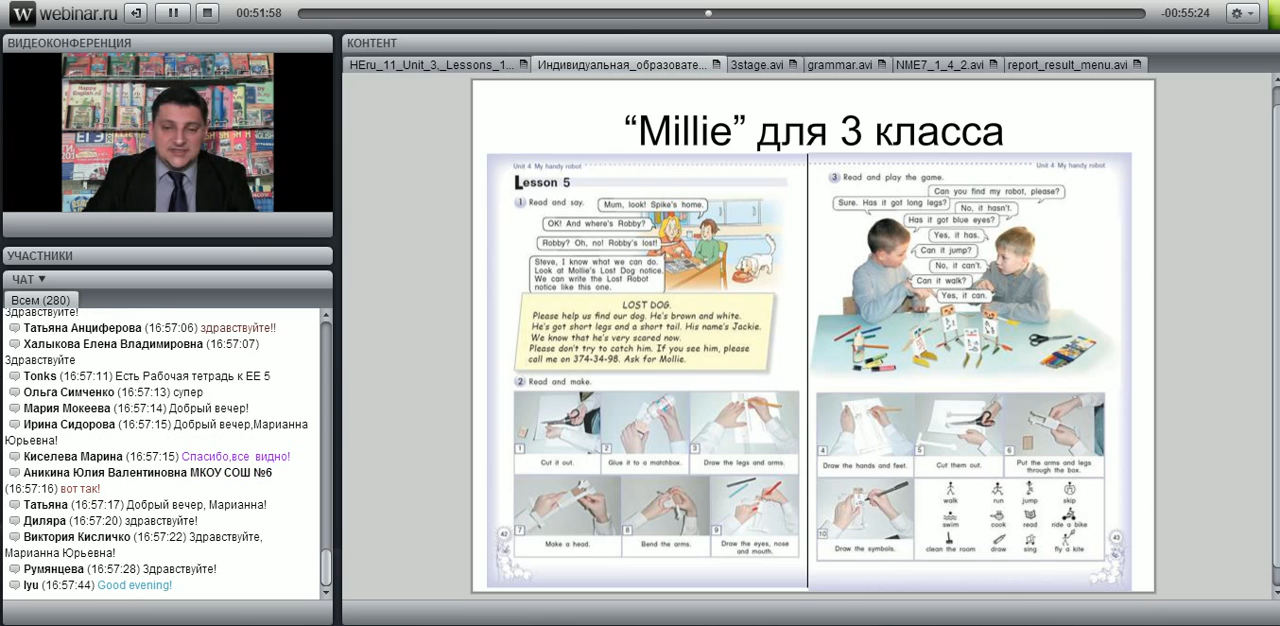 W webinar.ru
00:51:58
-00:55:24
ВИДЕОКОНФЕРЕНЦИЯ
Happy English.ru
ЕГЭ
УЧАСТНИКИ
ЧАТ ▼
Всем (280)
Здравствуйте!
Татьяна Анциферова (16:57:06) здравствуйте!!
Халыкова Елена Владимировна (16:57:07)
Здравствуйте
Tonks (16:57:11) Есть Рабочая тетрадь к ЕЕ 5
Ольга Симченко (16:57:13) супер
Мария Мокеева (16:57:14) Добрый вечер!
Ирина Сидорова (16:57:15) Добрый вечер,Марианна
Юрьевна!
Киселева Марина (16:57:15) Спасибо,все видно!
Аникина Юлия Валентиновна МКОУ СОШ №6
(16:57:16) вот так!
Татьяна (16:57:17) Добрый вечер, Марианна!
Диляра (16:57:20) здравствуйте!
Виктория Кисличко (16:57:22) Здравствуйте,
Марианна Юрьевна!
Румянцева (16:57:28) Здравствуйте!
lyu (16:57:44) Good evening!
КОНТЕНТ
HEru_11_Unit_3,_Lessons_1...
Индивидуальная_образовате...
3stage.avi
grammar.avi
NME7_1_4_2.avi
report_result_menu.avi
“Millie” для 3 класса
Unit 4 My handy robot
Lesson 5
1 Read and say.
Mum, look! Spike's home.
OK! And where's Robby?
Robby? Oh, no! Robby's lost!
Steve, I know what we can do.
Look at Mollie's Lost Dog notice.
We can write the Lost Robot
notice like this one.
LOST DOG.
Please help us find our dog. He's brown and white.
He's got short legs and a short tail. His name's Jackie.
We know that he's very scared now.
Please don't try to catch him. If you see him, please
call me on 374-34-98. Ask for Mollie.
2 Read and make.
1
Cut it out.
2
Glue it to a matchbox.
3
Draw the legs and arms.
7
Make a head.
8
Bend the arms.
9
Draw the eyes, nose
and mouth.
42
Unit 4 My handy robot
3 Read and play the game.
Can you find my robot, please?
Sure. Has it got long legs?
No, it hasn't.
Has it got blue eyes?
Yes, it has.
Can it jump?
No, it can't.
Can it walk?
Yes, it can.
4
Draw the hands and feet.
5
Cut them out.
6
Put the arms and legs
through the box.
10
Draw the symbols.
walk run jump skip
swim cook read ride a bike
clean the room draw sing fly a kite
43